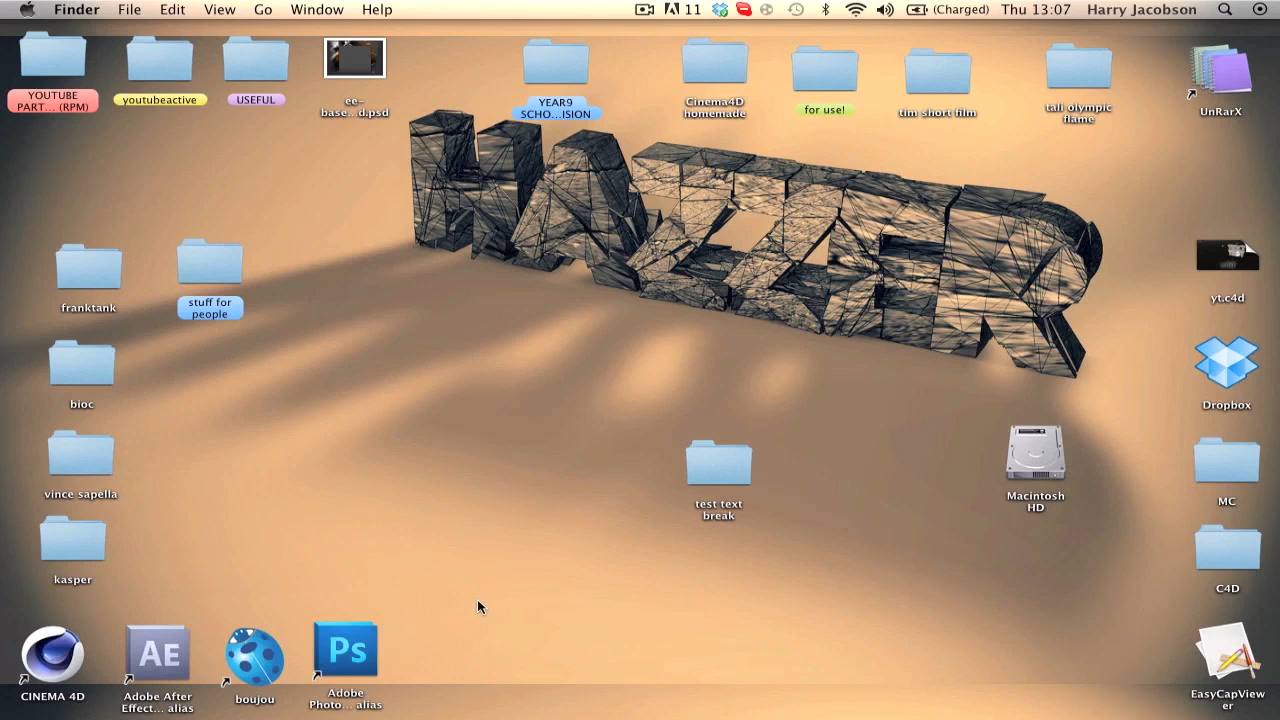 Finder File Edit View Go Window Help 11 (Charged) Thu 13:07 Harry Jacobson
YOUTUBE
PART... (RPM)
youtubeactive
USEFUL
ee-
base...d.psd
YEAR9
SCHO...ISION
Cinema4D
homemade
for use!
tim short film
tall olympic
flame
UnRarX
HAZZER
franktank
stuff for
people
yt.c4d
bioc
Dropbox
vince sapella
test text
break
Macintosh
HD
MC
kasper
C4D
CINEMA 4D
AE
Adobe After
Effect... alias
boujou
Ps
Adobe
Photo... alias
EasyCapView
er